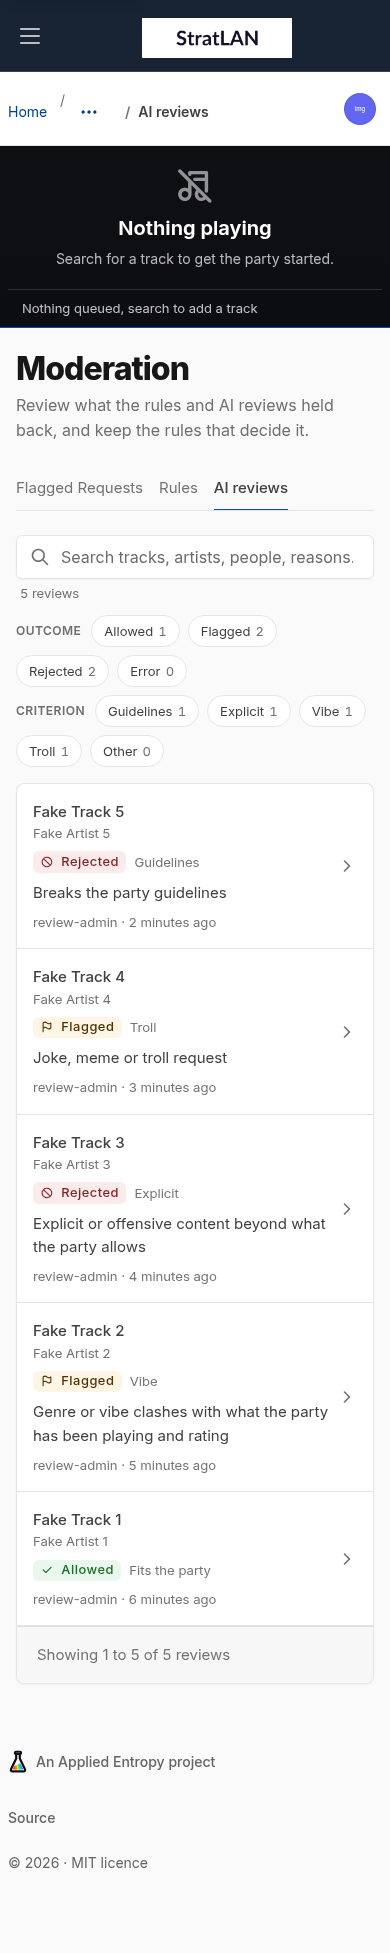 StratLAN
Home / ••• / AI reviews
img
Nothing playing
Search for a track to get the party started.
Nothing queued, search to add a track
Moderation
Review what the rules and AI reviews held
back, and keep the rules that decide it.
Flagged Requests Rules AI reviews
Search tracks, artists, people, reasons.
5 reviews
OUTCOME Allowed 1 Flagged 2
Rejected 2 Error 0
CRITERION Guidelines 1 Explicit 1 Vibe 1
Troll 1 Other 0
Fake Track 5
Fake Artist 5
Rejected Guidelines
Breaks the party guidelines
review-admin · 2 minutes ago
Fake Track 4
Fake Artist 4
Flagged Troll
Joke, meme or troll request
review-admin · 3 minutes ago
Fake Track 3
Fake Artist 3
Rejected Explicit
Explicit or offensive content beyond what
the party allows
review-admin · 4 minutes ago
Fake Track 2
Fake Artist 2
Flagged Vibe
Genre or vibe clashes with what the party
has been playing and rating
review-admin · 5 minutes ago
Fake Track 1
Fake Artist 1
Allowed Fits the party
review-admin · 6 minutes ago
Showing 1 to 5 of 5 reviews
An Applied Entropy project
Source
© 2026 · MIT licence